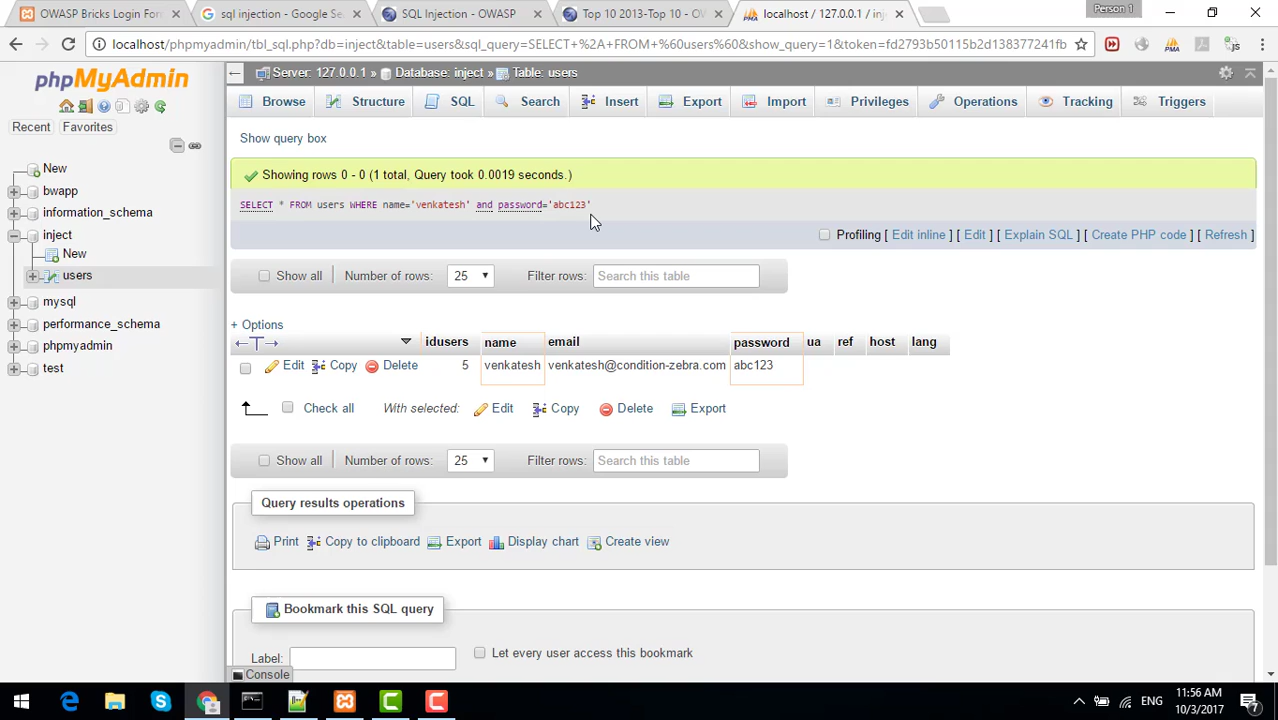 OWASP Bricks Login Form
sql injection - Google Se
SQL Injection - OWASP
Top 10 2013-Top 10 - OV
localhost / 127.0.0.1 / inj
Person 1
localhost/phpmyadmin/tbl_sql.php?db=inject&table=users&sql_query=SELECT+%2A+FROM+%60users%60&show_query=1&token=fd2793b50115b2d138377241fb
phpMyAdmin
Recent Favorites
New
bwapp
information_schema
inject
New
users
mysql
performance_schema
phpmyadmin
test
Server: 127.0.0.1 » Database: inject » Table: users
Browse Structure SQL Search Insert Export Import Privileges Operations Tracking Triggers
Show query box
Showing rows 0 - 0 (1 total, Query took 0.0019 seconds.)
SELECT * FROM users WHERE name='venkatesh' and password='abc123'
Profiling [ Edit inline ] [ Edit ] [ Explain SQL ] [ Create PHP code ] [ Refresh ]
Show all Number of rows: 25 Filter rows: Search this table
+ Options
idusers name email password ua ref host lang
Edit Copy Delete 5 venkatesh venkatesh@condition-zebra.com abc123
Check all With selected: Edit Copy Delete Export
Show all Number of rows: 25 Filter rows: Search this table
Query results operations
Print Copy to clipboard Export Display chart Create view
Bookmark this SQL query
Label: Let every user access this bookmark
Console
ENG
11:56 AM
10/3/2017
7